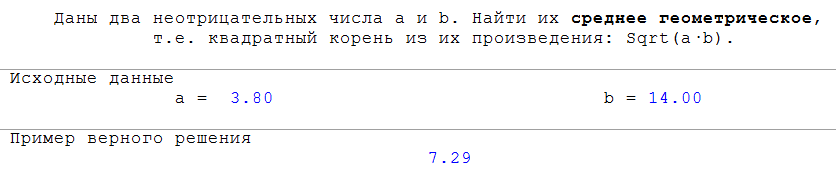 Даны два неотрицательных числа a и b. Найти их среднее геометрическое,
т.е. квадратный корень из их произведения: Sqrt(a·b).
Исходные данные
a = 3.80 b = 14.00
Пример верного решения
7.29